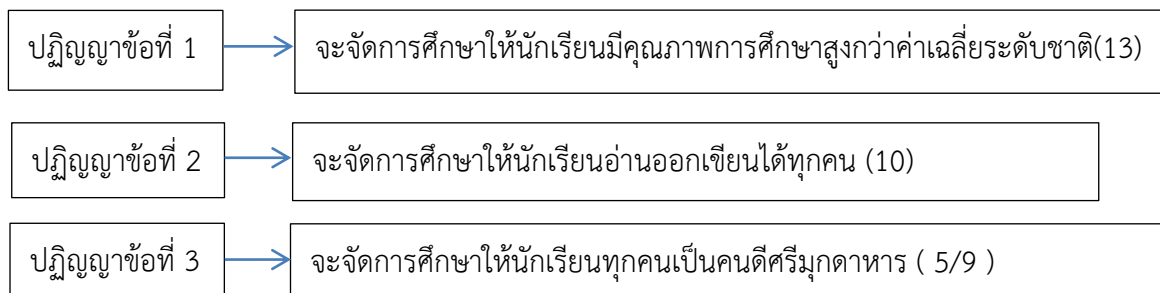 ปฏิญญาข้อที่ 1 จะจัดการศึกษาให้นักเรียนมีคุณภาพการศึกษาสูงกว่าค่าเฉลี่ยระดับชาติ(13)
ปฏิญญาข้อที่ 2 จะจัดการศึกษาให้นักเรียนอ่านออกเขียนได้ทุกคน (10)
ปฏิญญาข้อที่ 3 จะจัดการศึกษาให้นักเรียนทุกคนเป็นคนดีศรีมุกดาหาร ( 5/9 )